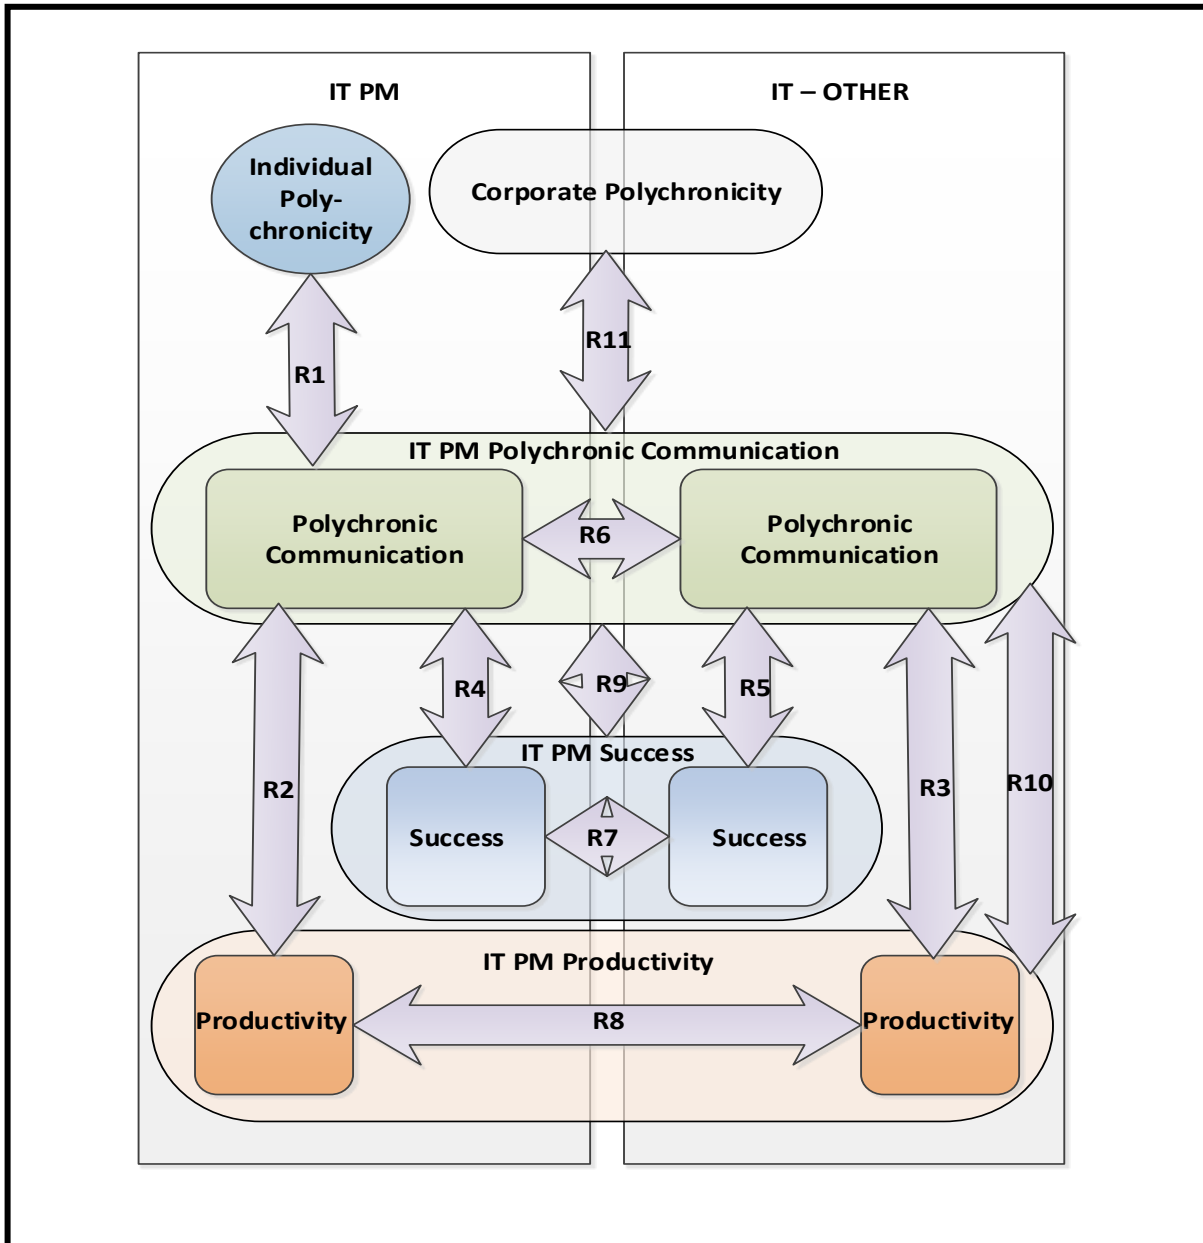 IT PM
IT – OTHER
Individual
Poly-
chronicity
Corporate Polychronicity
R11
R1
IT PM Polychronic Communication
Polychronic
Communication
R6
Polychronic
Communication
R4
R9
R5
IT PM Success
R2
R3
R10
Success
R7
Success
IT PM Productivity
Productivity
R8
Productivity